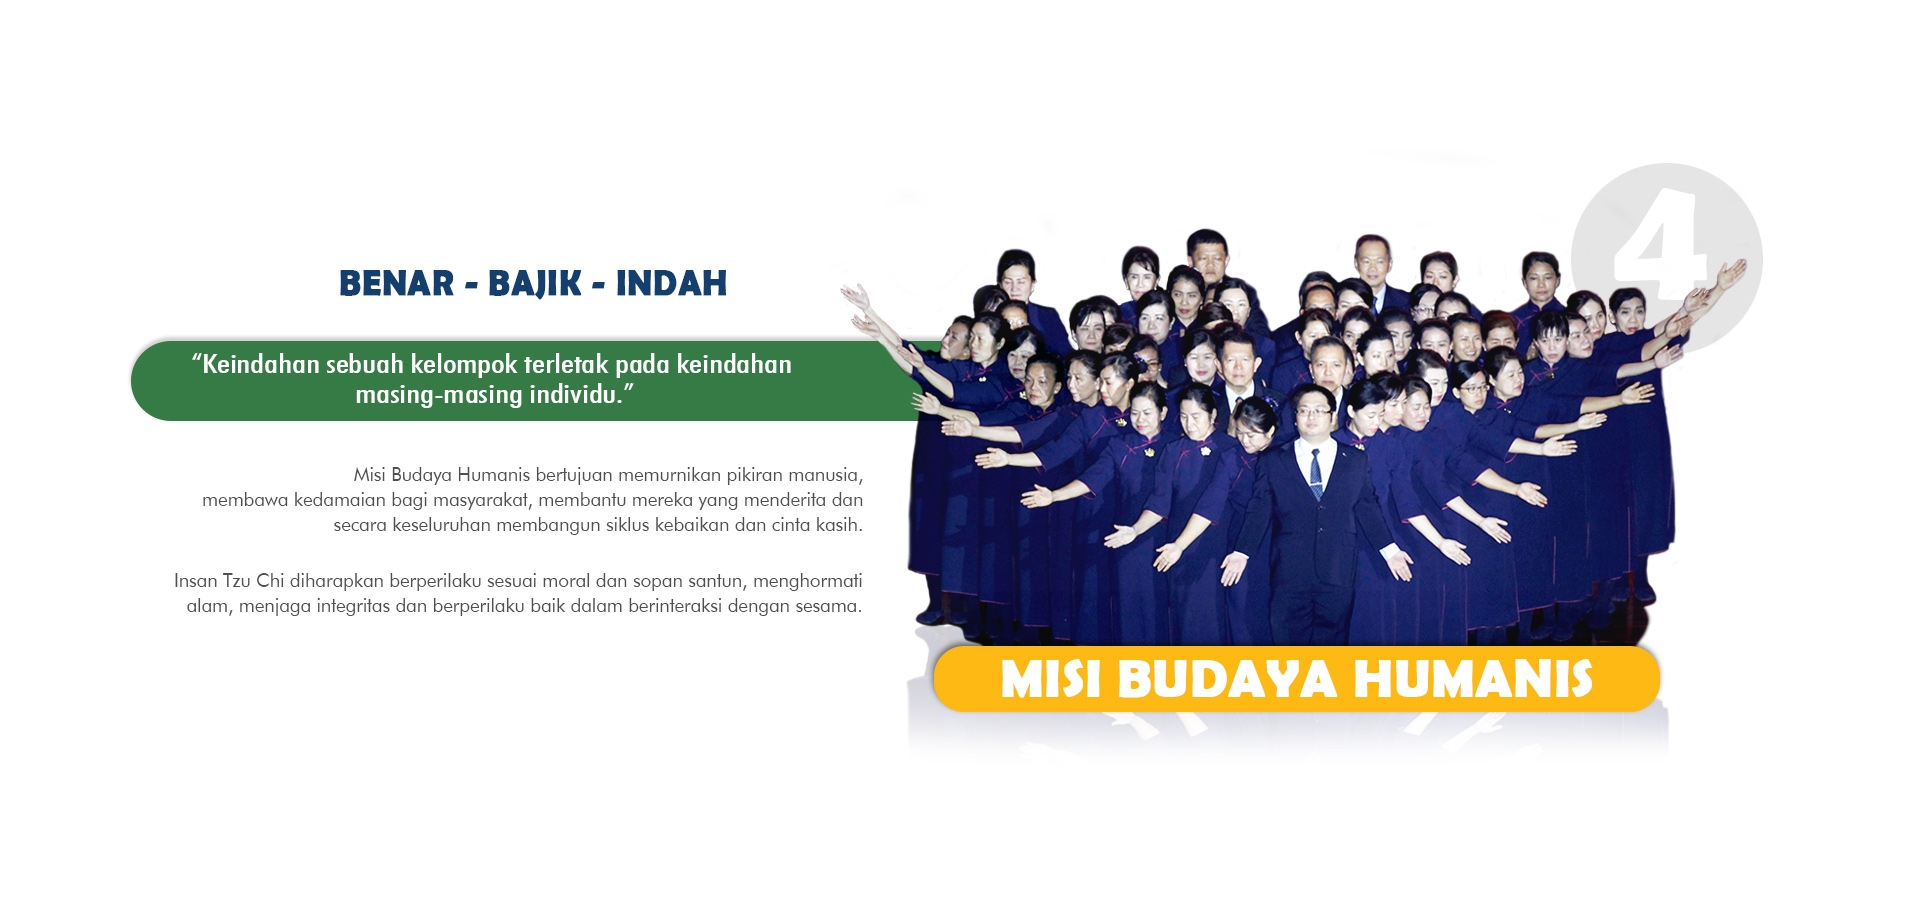 BENAR - BAJIK - INDAH
“Keindahan sebuah kelompok terletak pada keindahan
masing-masing individu.”
Misi Budaya Humanis bertujuan memurnikan pikiran manusia,
membawa kedamaian bagi masyarakat, membantu mereka yang menderita dan
secara keseluruhan membangun siklus kebaikan dan cinta kasih.
Insan Tzu Chi diharapkan berperilaku sesuai moral dan sopan santun, menghormati
alam, menjaga integritas dan berperilaku baik dalam berinteraksi dengan sesama.
4
MISI BUDAYA HUMANIS